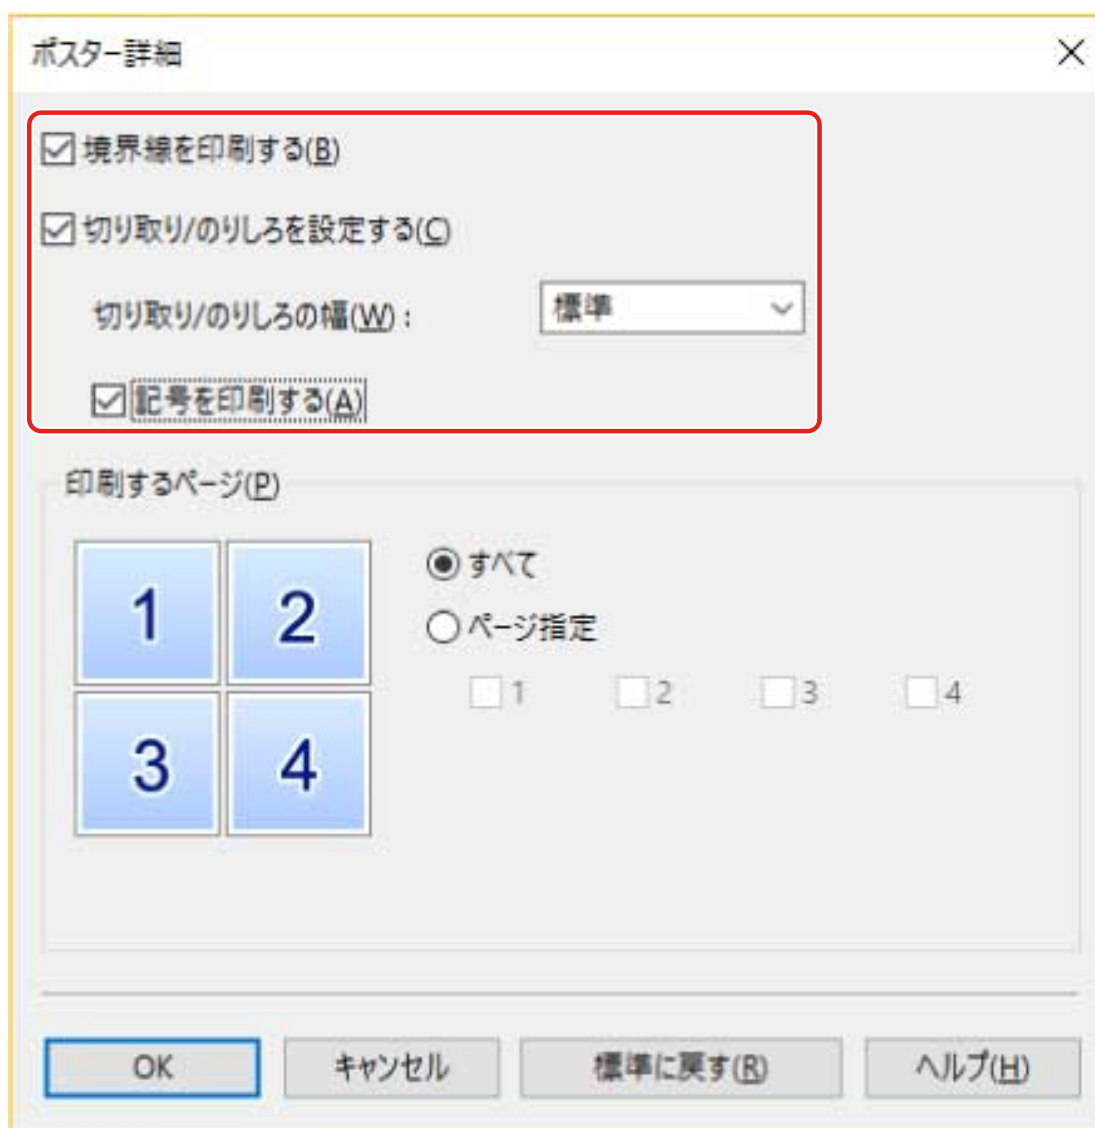 ポスター詳細
境界線を印刷する(B)
切り取り/のりしろを設定する(C)
切り取り/のりしろの幅(W): 標準
記号を印刷する(A)
印刷するページ(P)
1 2
3 4
すべて
ページ指定
1 2 3 4
OK キャンセル 標準に戻す(R) ヘルプ(H)